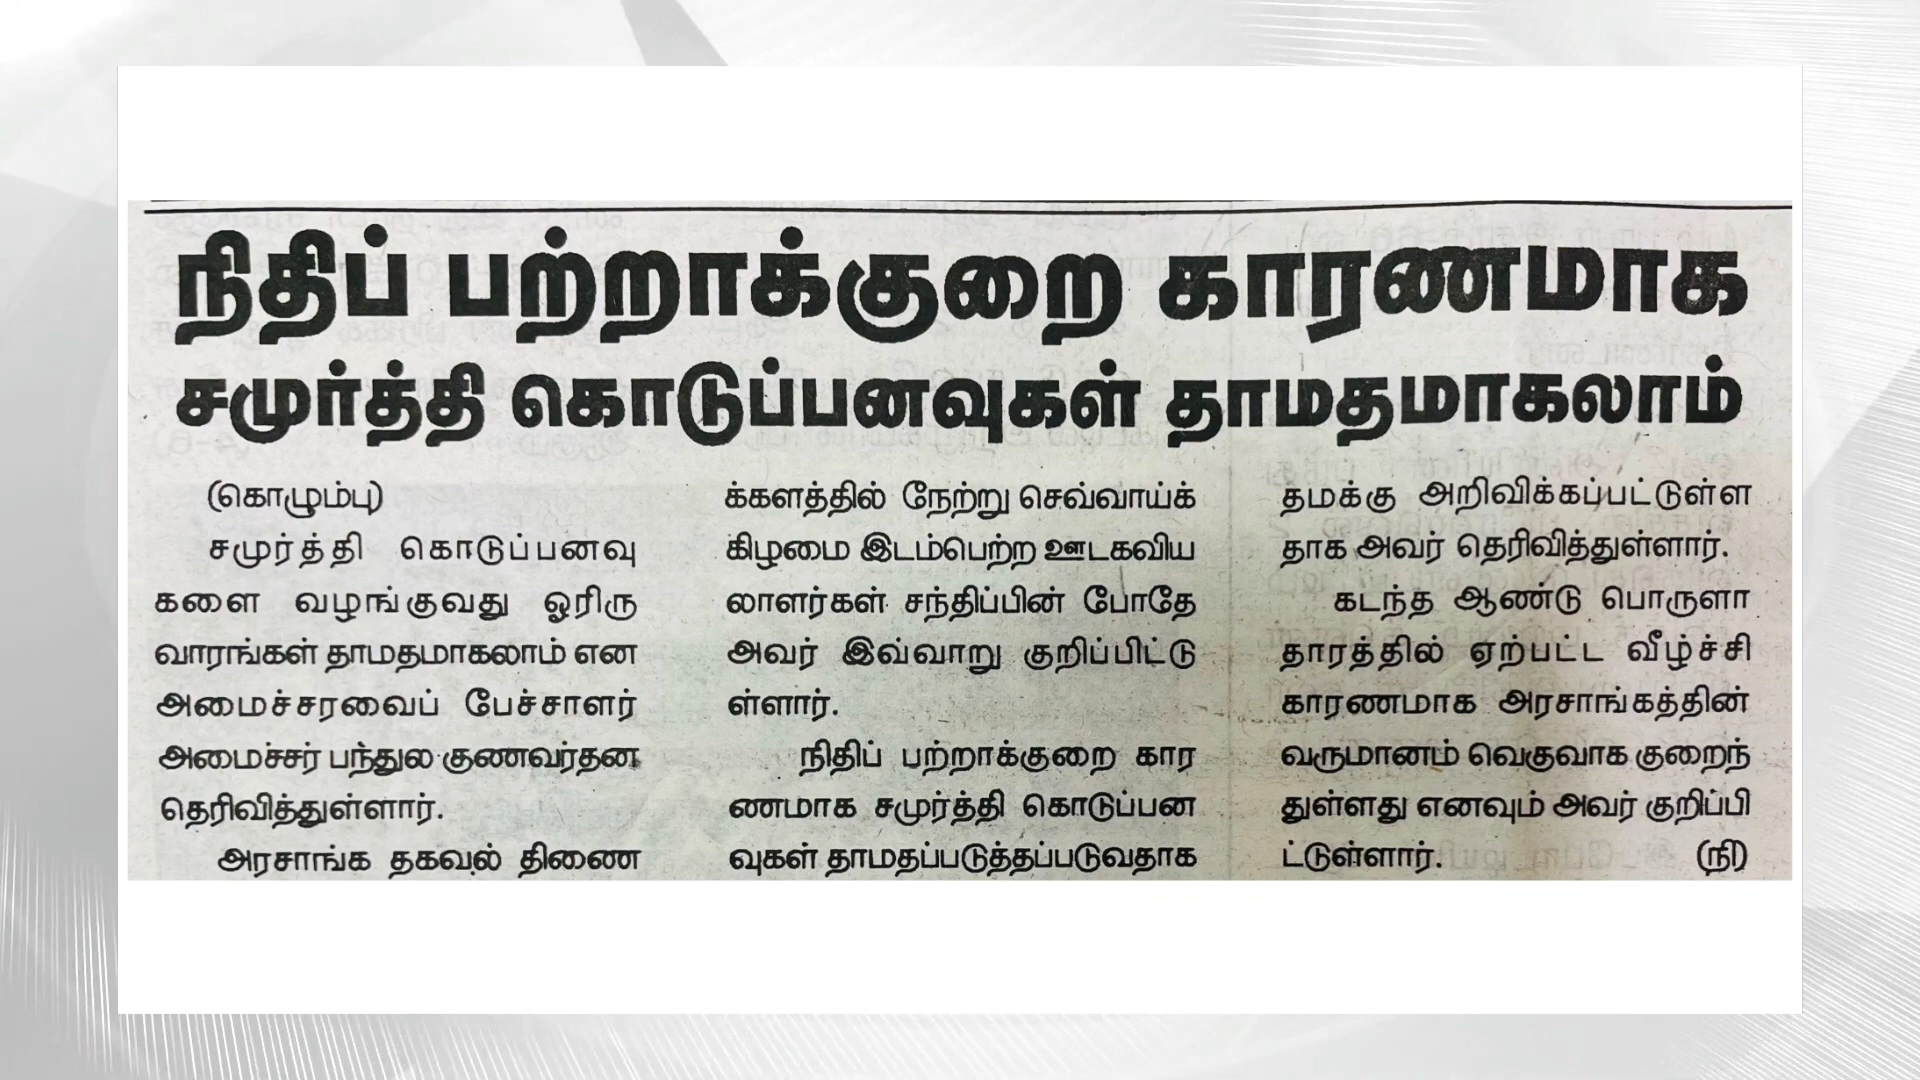 நிதிப் பற்றாக்குறை காரணமாக
சமுர்த்தி கொடுப்பனவுகள் தாமதமாகலாம்
(கொழும்பு)
சமுர்த்தி கொடுப்பனவு
களை வழங்குவது ஓரிரு
வாரங்கள் தாமதமாகலாம் என
அமைச்சரவைப் பேச்சாளர்
அமைச்சர் பந்துல குணவர்தன
தெரிவித்துள்ளார்.
அரசாங்க தகவல் திணை
க்களத்தில் நேற்று செவ்வாய்க்
கிழமை இடம்பெற்ற ஊடகவிய
லாளர்கள் சந்திப்பின் போதே
அவர் இவ்வாறு குறிப்பிட்டு
ள்ளார்.
நிதிப் பற்றாக்குறை கார
ணமாக சமுர்த்தி கொடுப்பன
வுகள் தாமதப்படுத்தப்படுவதாக
தமக்கு அறிவிக்கப்பட்டுள்ள
தாக அவர் தெரிவித்துள்ளார்.
கடந்த ஆண்டு பொருளா
தாரத்தில் ஏற்பட்ட வீழ்ச்சி
காரணமாக அரசாங்கத்தின்
வருமானம் வெகுவாக குறைந்
துள்ளது எனவும் அவர் குறிப்பி
ட்டுள்ளார். (நி)